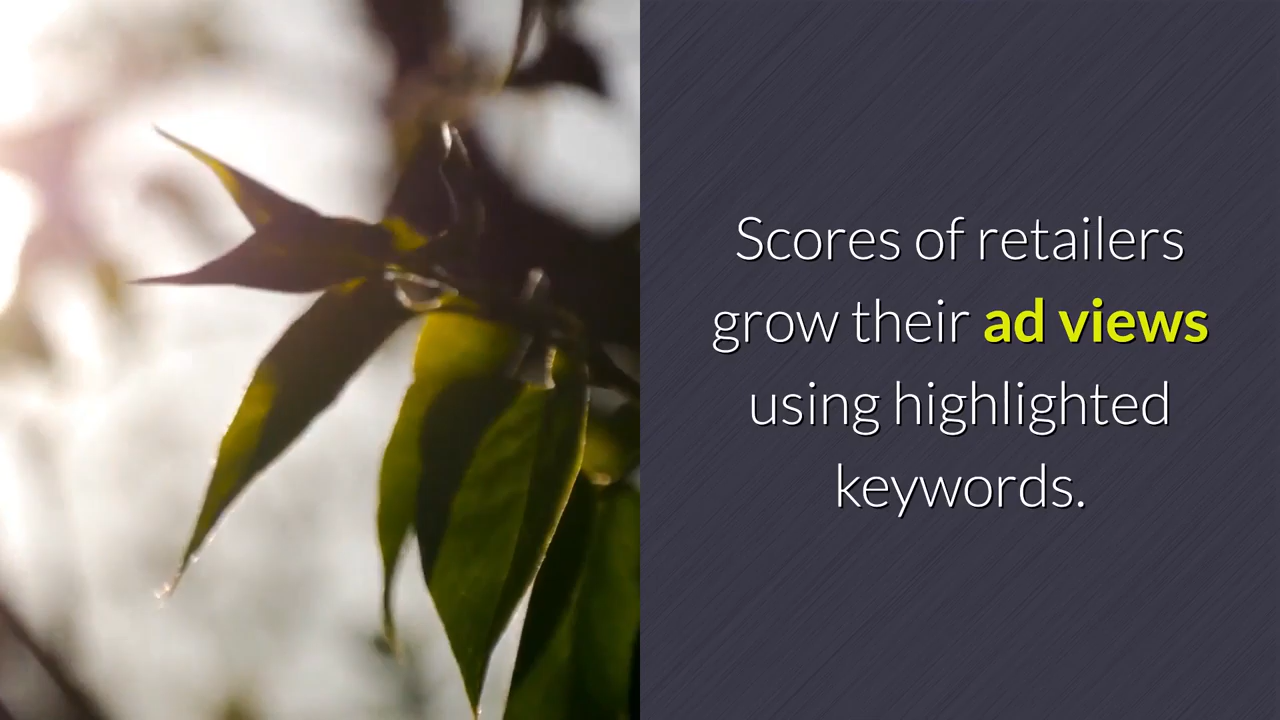 Scores of retailers
grow their ad views
using highlighted
keywords.